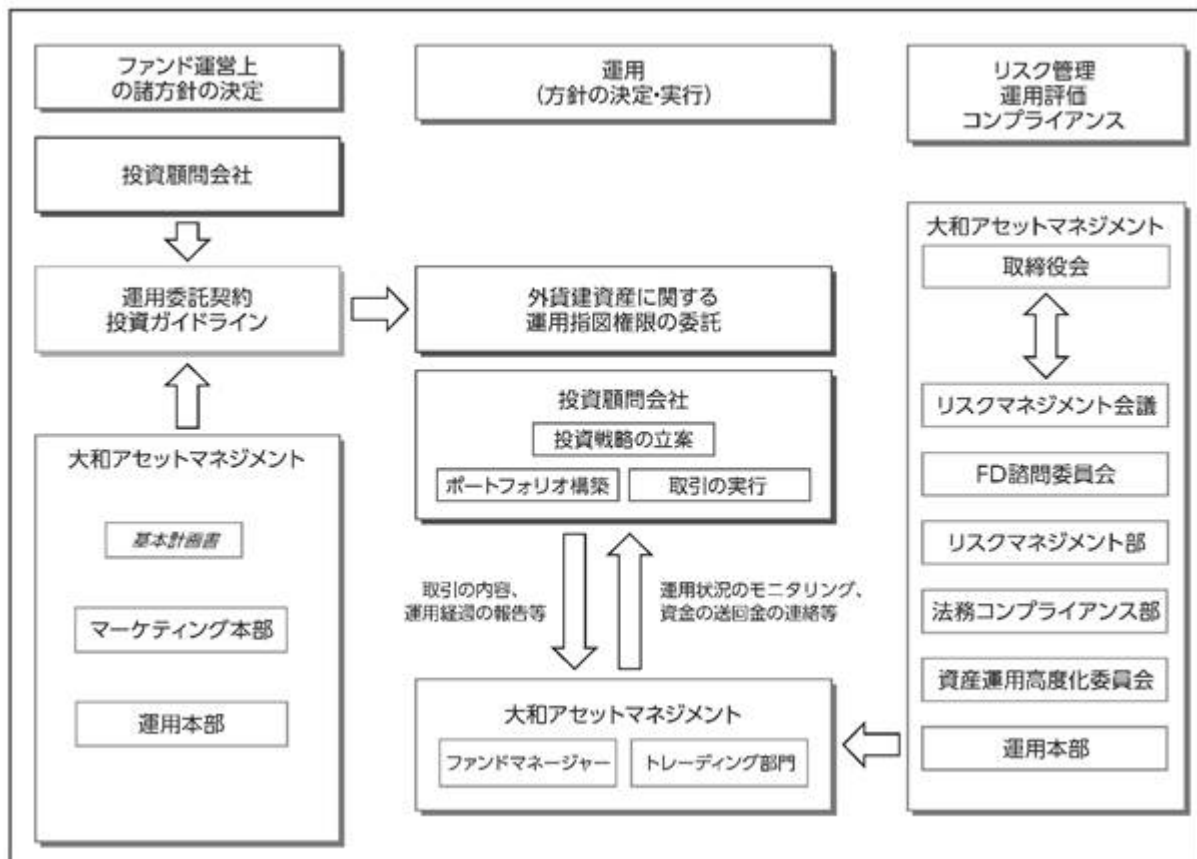 ファンド運営上
の諸方針の決定
投資顧問会社
運用委託契約
投資ガイドライン
大和アセットマネジメント
基本計画書
マーケティング本部
運用本部
運用
(方針の決定・実行)
外貨建資産に関する
運用指図権限の委託
投資顧問会社
投資戦略の立案
ポートフォリオ構築
取引の実行
取引の内容、
運用経過の報告等
運用状況のモニタリング、
資金の送回金の連絡等
大和アセットマネジメント
ファンドマネージャー
トレーディング部門
リスク管理
運用評価
コンプライアンス
大和アセットマネジメント
取締役会
リスクマネジメント会議
FD諮問委員会
リスクマネジメント部
法務コンプライアンス部
資産運用高度化委員会
運用本部